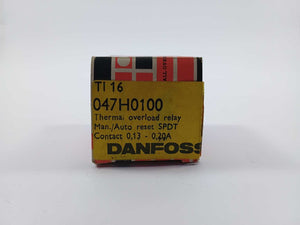 TI 16
047H0100
Thermal overload relay
Man./Auto reset SPDT
Contact 0,13 - 0,20A
DANFOSS